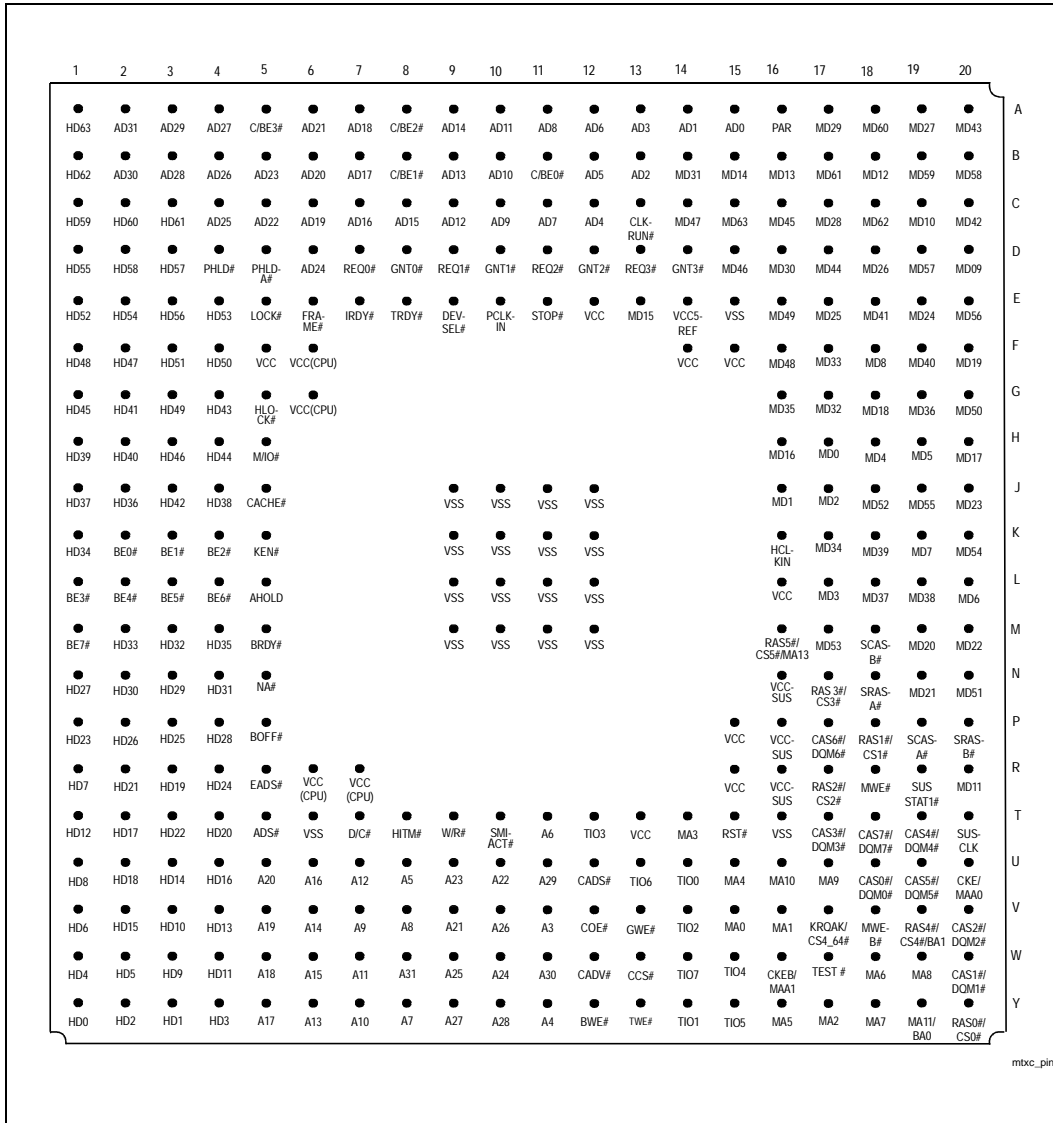 1 2 3 4 5 6 7 8 9 10 11 12 13 14 15 16 17 18 19 20
A
HD63 AD31 AD29 AD27 C/BE3# AD21 AD18 C/BE2# AD14 AD11 AD8 AD6 AD3 AD1 AD0 PAR MD29 MD60 MD27 MD43
B
HD62 AD30 AD28 AD26 AD23 AD20 AD17 C/BE1# AD13 AD10 C/BE0# AD5 AD2 MD31 MD14 MD13 MD61 MD12 MD59 MD58
C
HD59 HD60 HD61 AD25 AD22 AD19 AD16 AD15 AD12 AD9 AD7 AD4 CLK- MD47 MD63 MD45 MD28 MD62 MD10 MD42
RUN#
D
HD55 HD58 HD57 PHLD# PHLD- AD24 REQ0# GNT0# REQ1# GNT1# REQ2# GNT2# REQ3# GNT3# MD46 MD30 MD44 MD26 MD57 MD09
A#
E
HD52 HD54 HD56 HD53 LOCK# FRA- IRDY# TRDY# DEV- PCLK- STOP# VCC MD15 VCC5- VSS MD49 MD25 MD41 MD24 MD56
ME# SEL# IN REF
F
HD48 HD47 HD51 HD50 VCC VCC(CPU) VCC VCC MD48 MD33 MD8 MD40 MD19
G
HD45 HD41 HD49 HD43 HLO- VCC(CPU) MD35 MD32 MD18 MD36 MD50
CK#
H
HD39 HD40 HD46 HD44 M/IO# MD16 MD0 MD4 MD5 MD17
J
HD37 HD36 HD42 HD38 CACHE# VSS VSS VSS VSS MD1 MD2 MD52 MD55 MD23
K
HD34 BE0# BE1# BE2# KEN# VSS VSS VSS VSS HCL- MD34 MD39 MD7 MD54
KIN
L
BE3# BE4# BE5# BE6# AHOLD VSS VSS VSS VSS VCC MD3 MD37 MD38 MD6
M
BE7# HD33 HD32 HD35 BRDY# VSS VSS VSS VSS RAS5#/ MD53 SCAS- MD20 MD22
CS5#/MA13 B#
N
HD27 HD30 HD29 HD31 NA# VCC- RAS 3#/ SRAS- MD21 MD51
SUS CS3# A#
P
HD23 HD26 HD25 HD28 BOFF# VCC VCC- CAS6#/ RAS1#/ SCAS- SRAS-
SUS DQM6# CS1# A# B#
R
HD7 HD21 HD19 HD24 EADS# VCC VCC VCC VCC- RAS2#/ MWE# SUS MD11
(CPU) (CPU) SUS CS2# STAT1#
T
HD12 HD17 HD22 HD20 ADS# VSS D/C# HITM# W/R# SMI- A6 TIO3 VCC MA3 RST# VSS CAS3#/ CAS7#/ CAS4#/ SUS-
ACT# DQM3# DQM7# DQM4# CLK
U
HD8 HD18 HD14 HD16 A20 A16 A12 A5 A23 A22 A29 CADS# TIO6 TIO0 MA4 MA10 MA9 CAS0#/ CAS5#/ CKE/
DQM0# DQM5# MAA0
V
HD6 HD15 HD10 HD13 A19 A14 A9 A8 A21 A26 A3 COE# GWE# TIO2 MA0 MA1 KRQAK/ MWE- RAS4#/ CAS2#/
CS4_64# B# CS4#/BA1 DQM2#
W
HD4 HD5 HD9 HD11 A18 A15 A11 A31 A25 A24 A30 CADV# CCS# TIO7 TIO4 CKEB/ TEST # MA6 MA8 CAS1#/
MAA1 DQM1#
Y
HD0 HD2 HD1 HD3 A17 A13 A10 A7 A27 A28 A4 BWE# TWE# TIO1 TIO5 MA5 MA2 MA7 MA11/ RAS0#/
BA0 CS0#
mtxc_pin